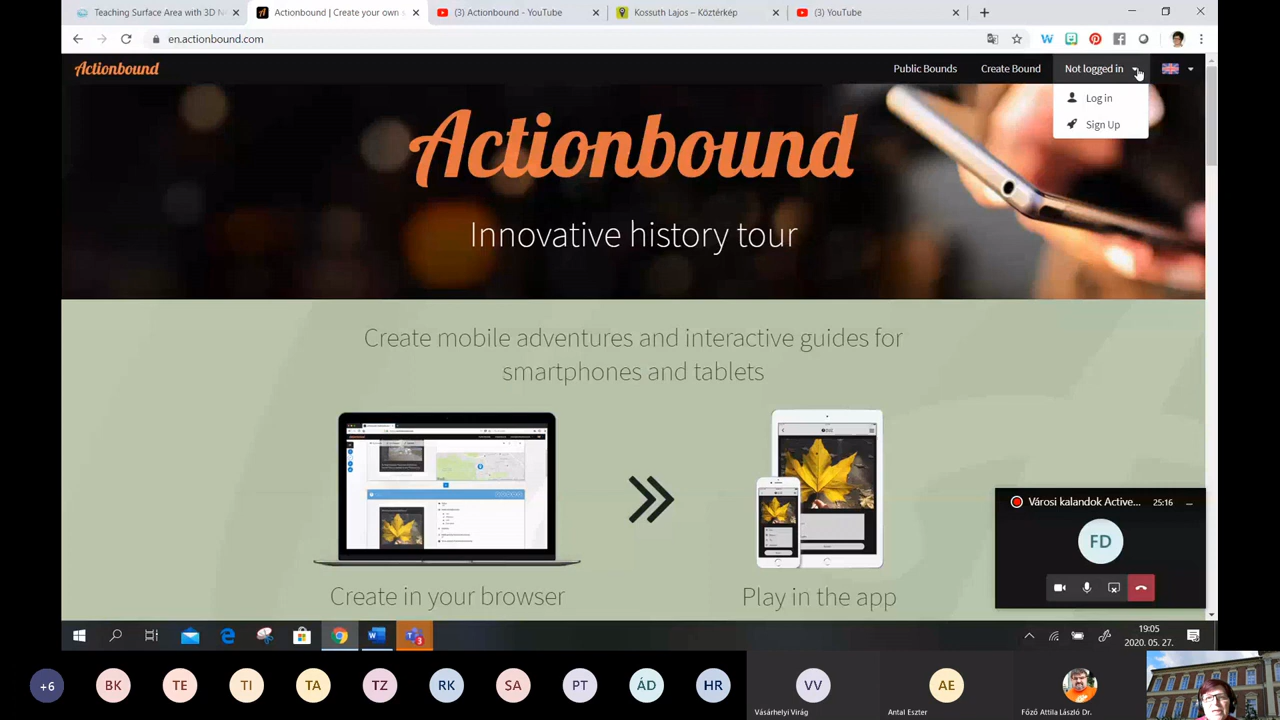 Teaching Surface Area with 3D N
Actionbound | Create your own s
(3) Actionbound - YouTube
Kossuth Lajos – Köztérkép
(3) YouTube
en.actionbound.com
Actionbound
Public Bounds
Create Bound
Not logged in
Log in
Sign Up
Actionbound
Innovative history tour
Create mobile adventures and interactive guides for
smartphones and tablets
Create in your browser
Play in the app
Városi kalandok Active...
25:16
FD
19:05
2020. 05. 27.
+6
BK
TE
TI
TA
TZ
RK
SA
PT
ÁD
HR
VV
Vásárhelyi Virág
AE
Antal Eszter
Főző Attila László Dr.